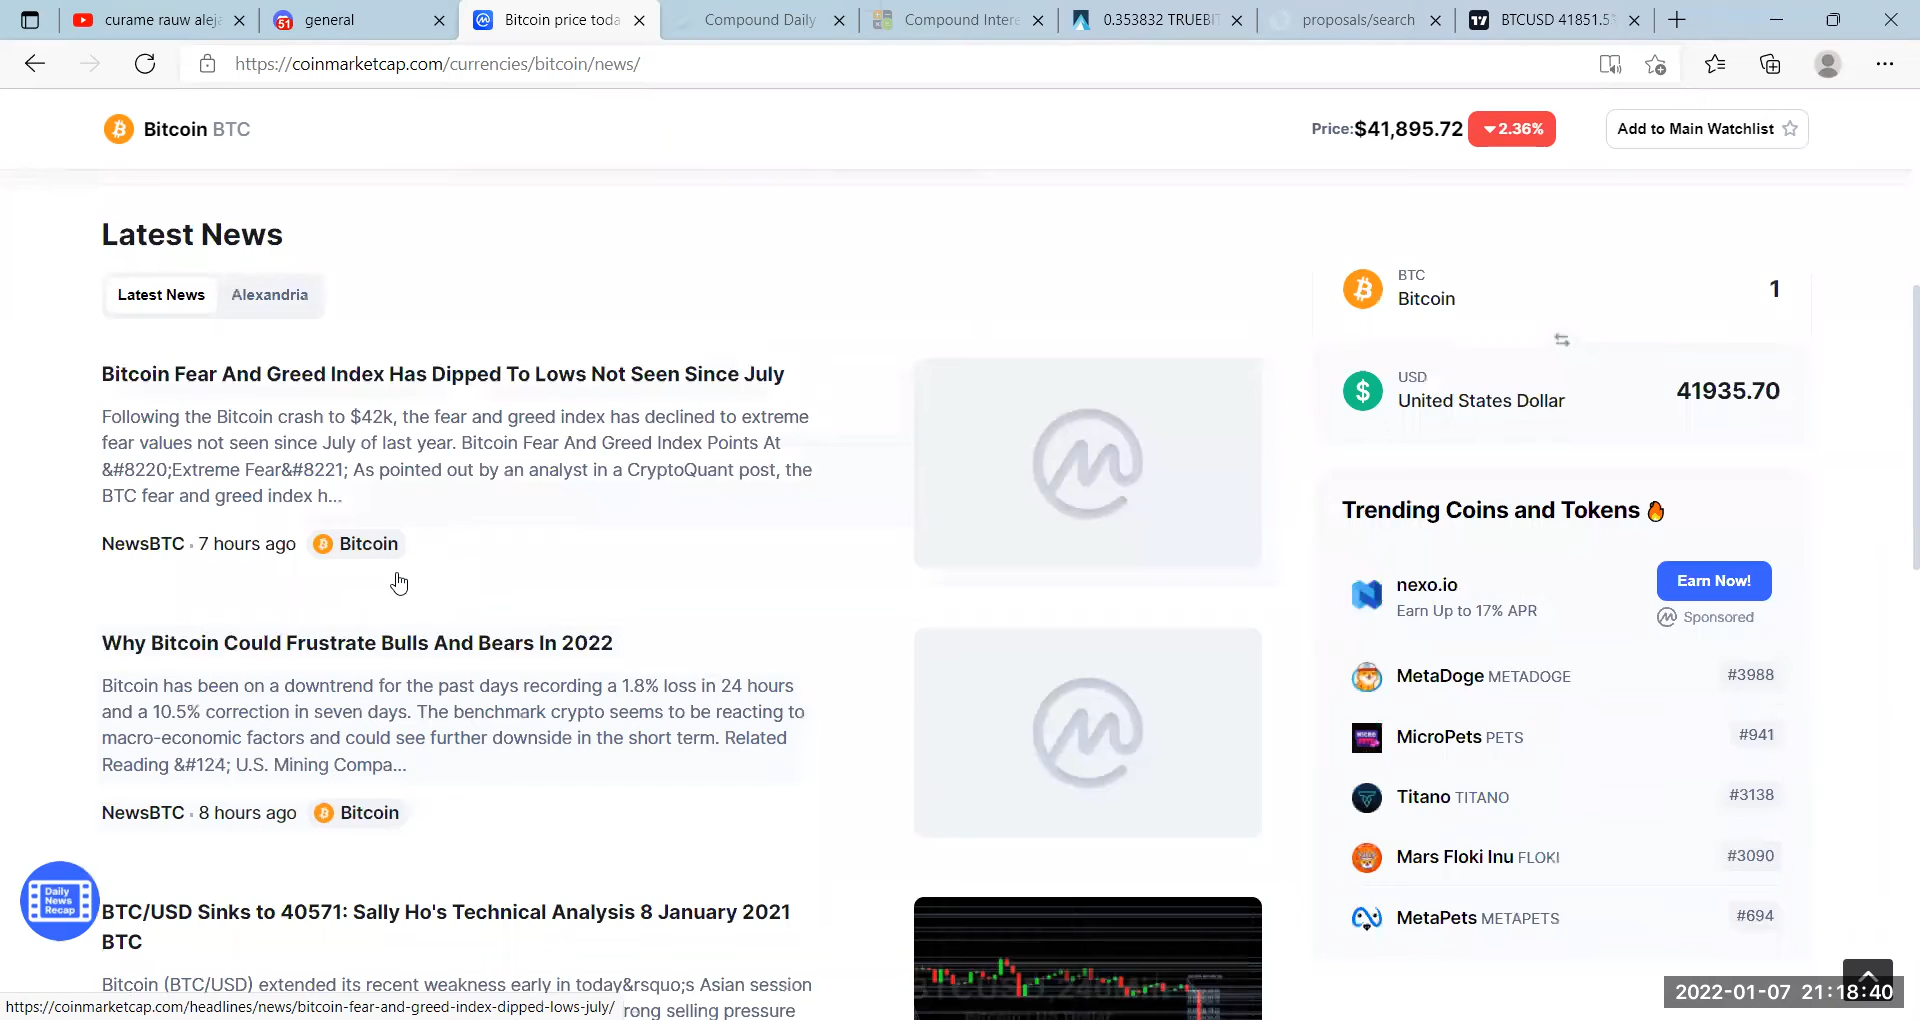 curame rauw alej
51 general
Bitcoin price toda
Compound Daily
Compound Inter
0.353832 TRUEBIT
proposals/search
BTCUSD 41851.53
https://coinmarketcap.com/currencies/bitcoin/news/
Bitcoin BTC
Price:$41,895.72 2.36%
Add to Main Watchlist
Latest News
Latest News Alexandria
Bitcoin Fear And Greed Index Has Dipped To Lows Not Seen Since July
Following the Bitcoin crash to $42k, the fear and greed index has declined to extreme
fear values not seen since July of last year. Bitcoin Fear And Greed Index Points At
&#8220;Extreme Fear&#8221; As pointed out by an analyst in a CryptoQuant post, the
BTC fear and greed index h...
NewsBTC · 7 hours ago Bitcoin
Why Bitcoin Could Frustrate Bulls And Bears In 2022
Bitcoin has been on a downtrend for the past days recording a 1.8% loss in 24 hours
and a 10.5% correction in seven days. The benchmark crypto seems to be reacting to
macro-economic factors and could see further downside in the short term. Related
Reading &#124; U.S. Mining Compa...
NewsBTC · 8 hours ago Bitcoin
Daily
News
Recap
BTC/USD Sinks to 40571: Sally Ho's Technical Analysis 8 January 2021
BTC
Bitcoin (BTC/USD) extended its recent weakness early in today&rsquo;s Asian session
rong selling pressure
https://coinmarketcap.com/headlines/news/bitcoin-fear-and-greed-index-dipped-lows-july/
BTC
Bitcoin
1
USD
United States Dollar
41935.70
Trending Coins and Tokens
nexo.io
Earn Up to 17% APR
Earn Now!
Sponsored
MetaDoge METADOGE #3988
MicroPets PETS #941
Titano TITANO #3138
Mars Floki Inu FLOKI #3090
MetaPets METAPETS #694
2022-01-07 21:18:40